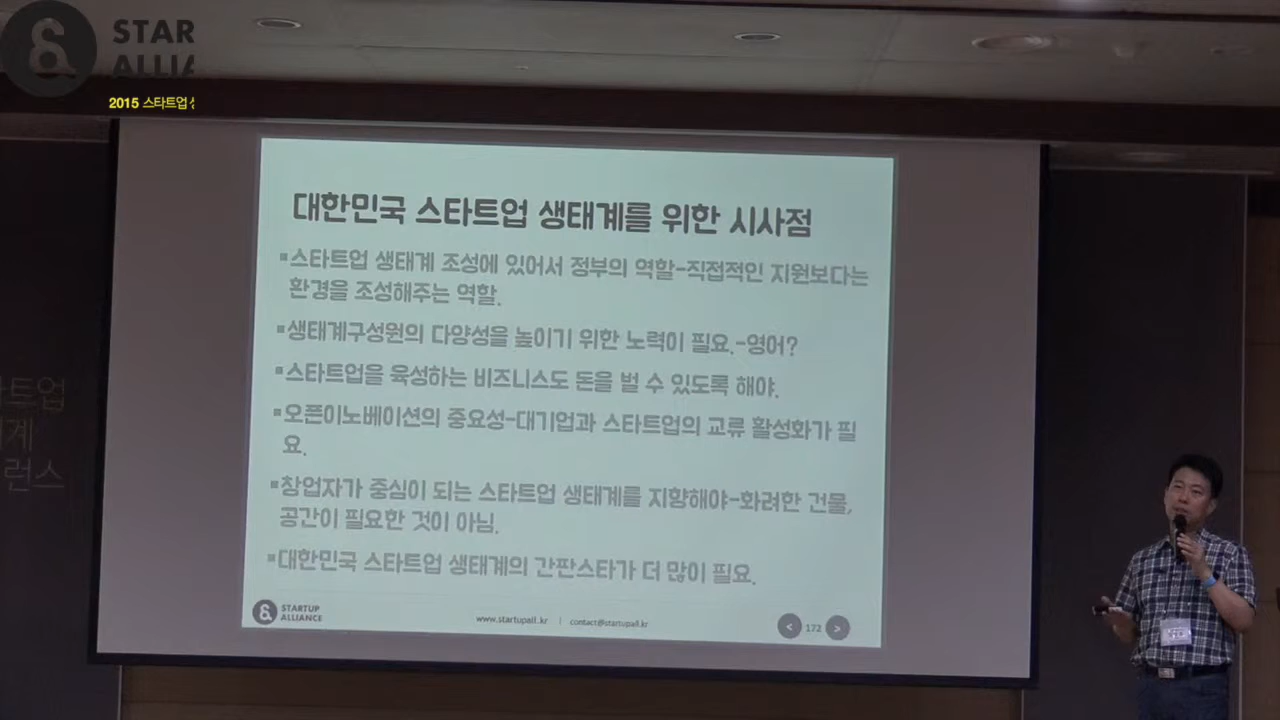 STAR
ALLIA
2015 스타트업
대한민국 스타트업 생태계를 위한 시사점
▪스타트업 생태계 조성에 있어서 정부의 역할-직접적인 지원보다는
환경을 조성해주는 역할.
▪생태계구성원의 다양성을 높이기 위한 노력이 필요.-영어?
▪스타트업을 육성하는 비즈니스도 돈을 벌 수 있도록 해야.
▪오픈이노베이션의 중요성-대기업과 스타트업의 교류 활성화가 필
요.
▪창업자가 중심이 되는 스타트업 생태계를 지향해야-화려한 건물,
공간이 필요한 것이 아님.
▪대한민국 스타트업 생태계의 간판스타가 더 많이 필요.
STARTUP
ALLIANCE
www.startupall.kr | contact@startupall.kr
< 172 >
타트업
계
런스